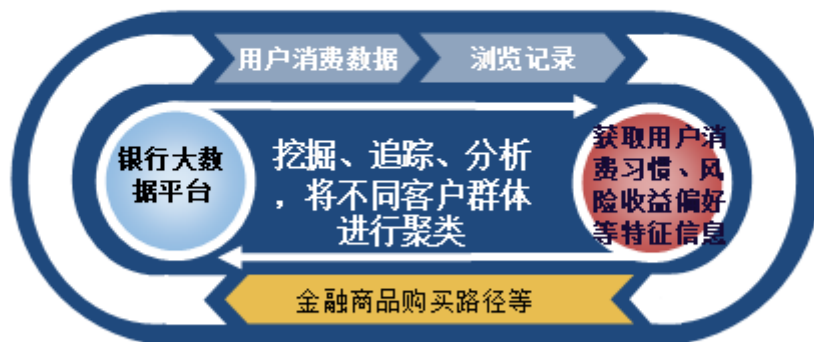 用户消费数据
浏览记录
银行大数
据平台
挖掘、追踪、分析
，将不同客户群体
进行聚类
获取用户消
费习惯、风
险收益偏好
等特征信息
金融商品购买路径等